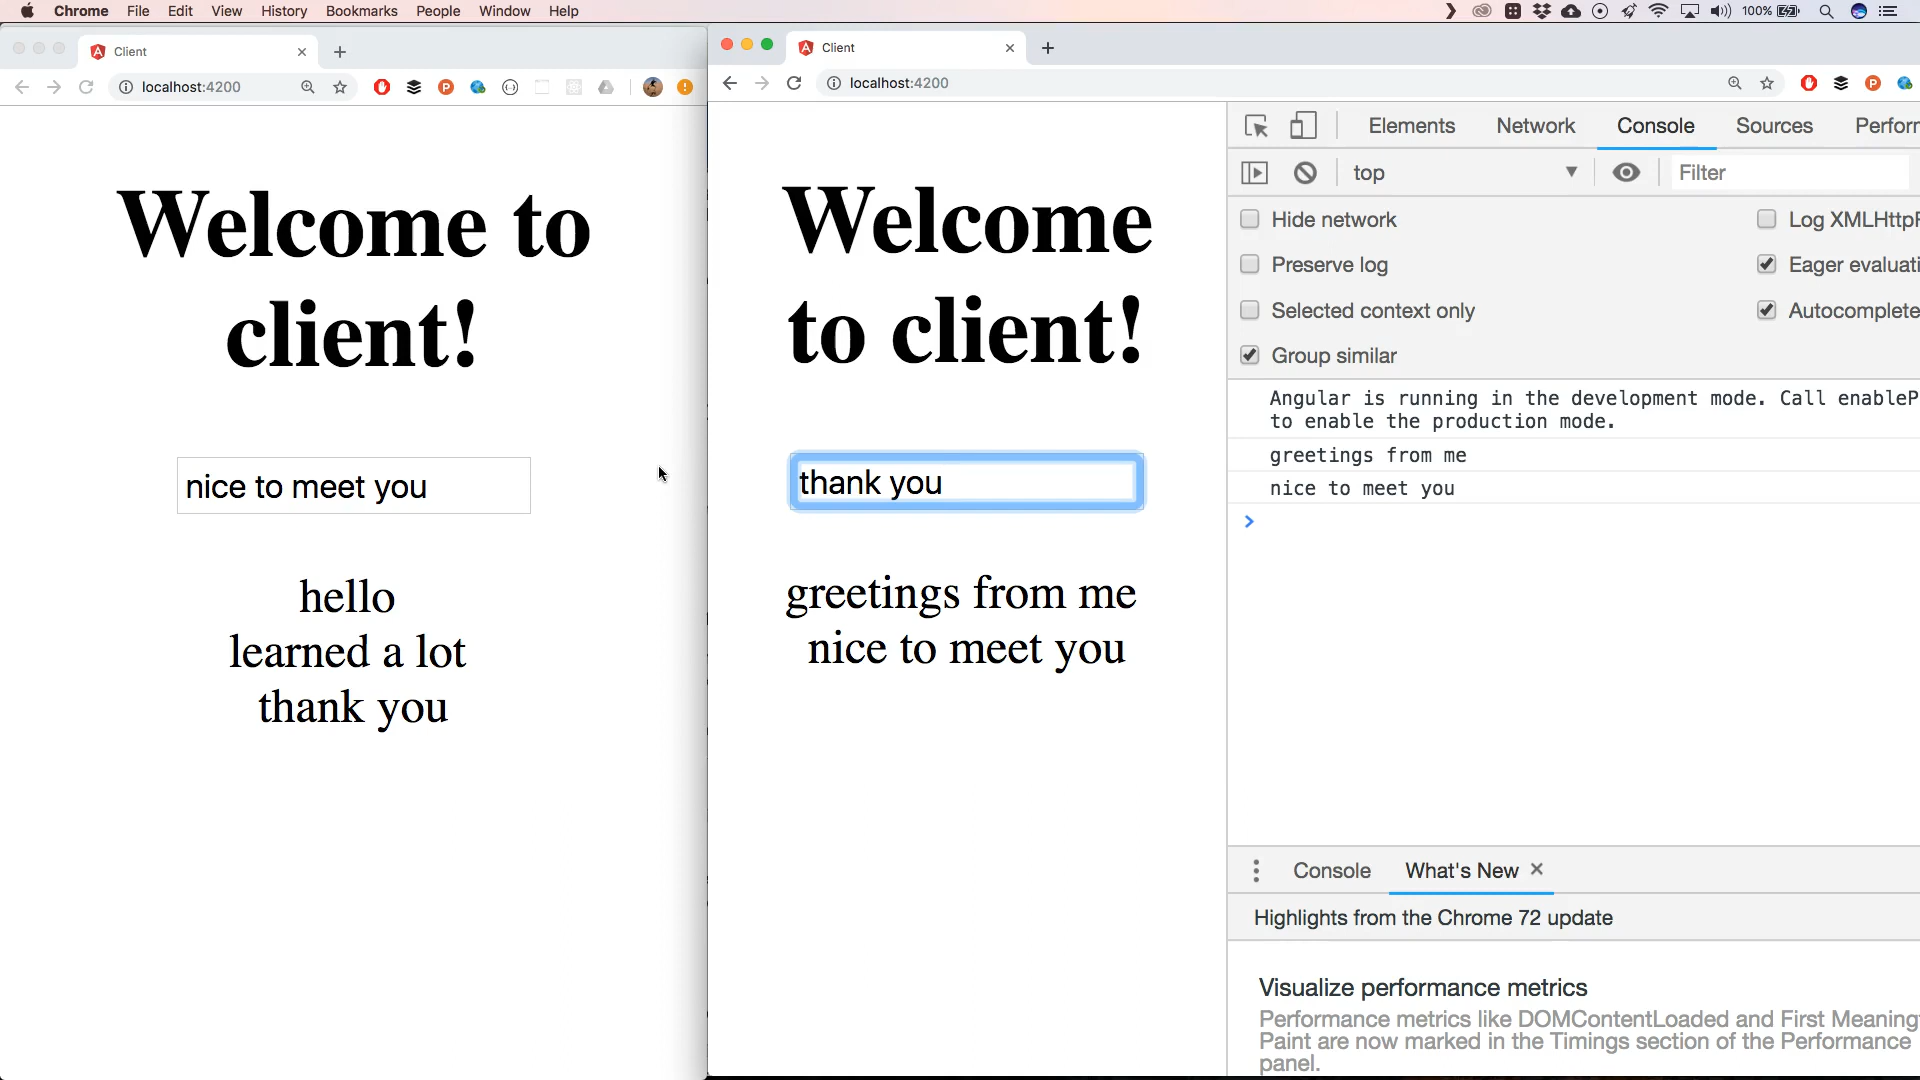 Chrome File Edit View History Bookmarks People Window Help 100%
Client
localhost:4200
Welcome to
client!
nice to meet you
hello
learned a lot
thank you
Client
localhost:4200
Welcome
to client!
thank you
greetings from me
nice to meet you
Elements Network Console Sources Perforr
top Filter
Hide network Log XMLHttpR
Preserve log Eager evaluati
Selected context only Autocomplete
Group similar
Angular is running in the development mode. Call enableP
to enable the production mode.
greetings from me
nice to meet you
Console What's New
Highlights from the Chrome 72 update
Visualize performance metrics
Performance metrics like DOMContentLoaded and First Meaning
Paint are now marked in the Timings section of the Performance
panel.